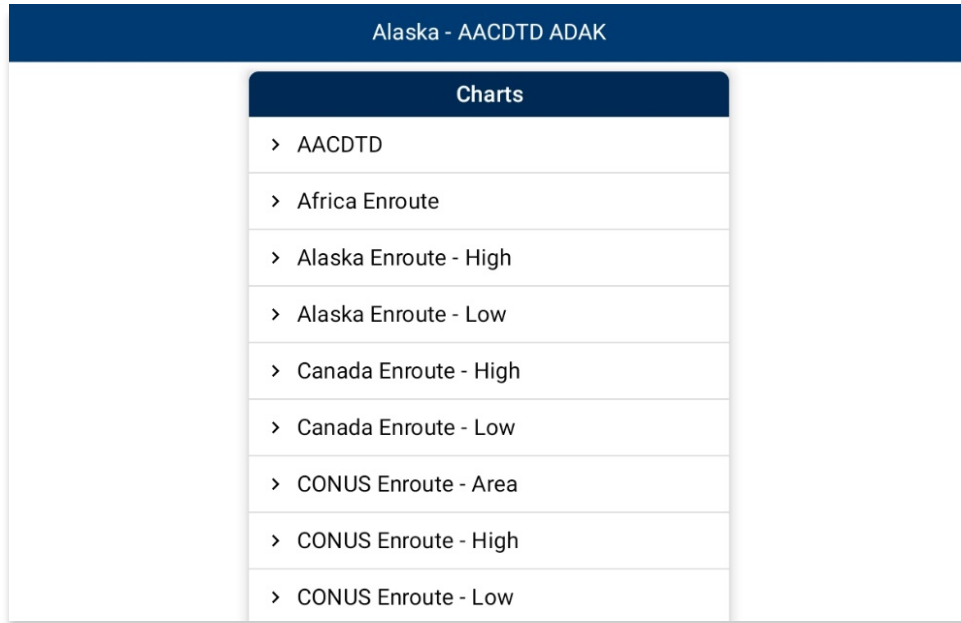 Alaska - AACDTD ADAK
Charts
AACDTD
Africa Enroute
Alaska Enroute - High
Alaska Enroute - Low
Canada Enroute - High
Canada Enroute - Low
CONUS Enroute - Area
CONUS Enroute - High
CONUS Enroute - Low